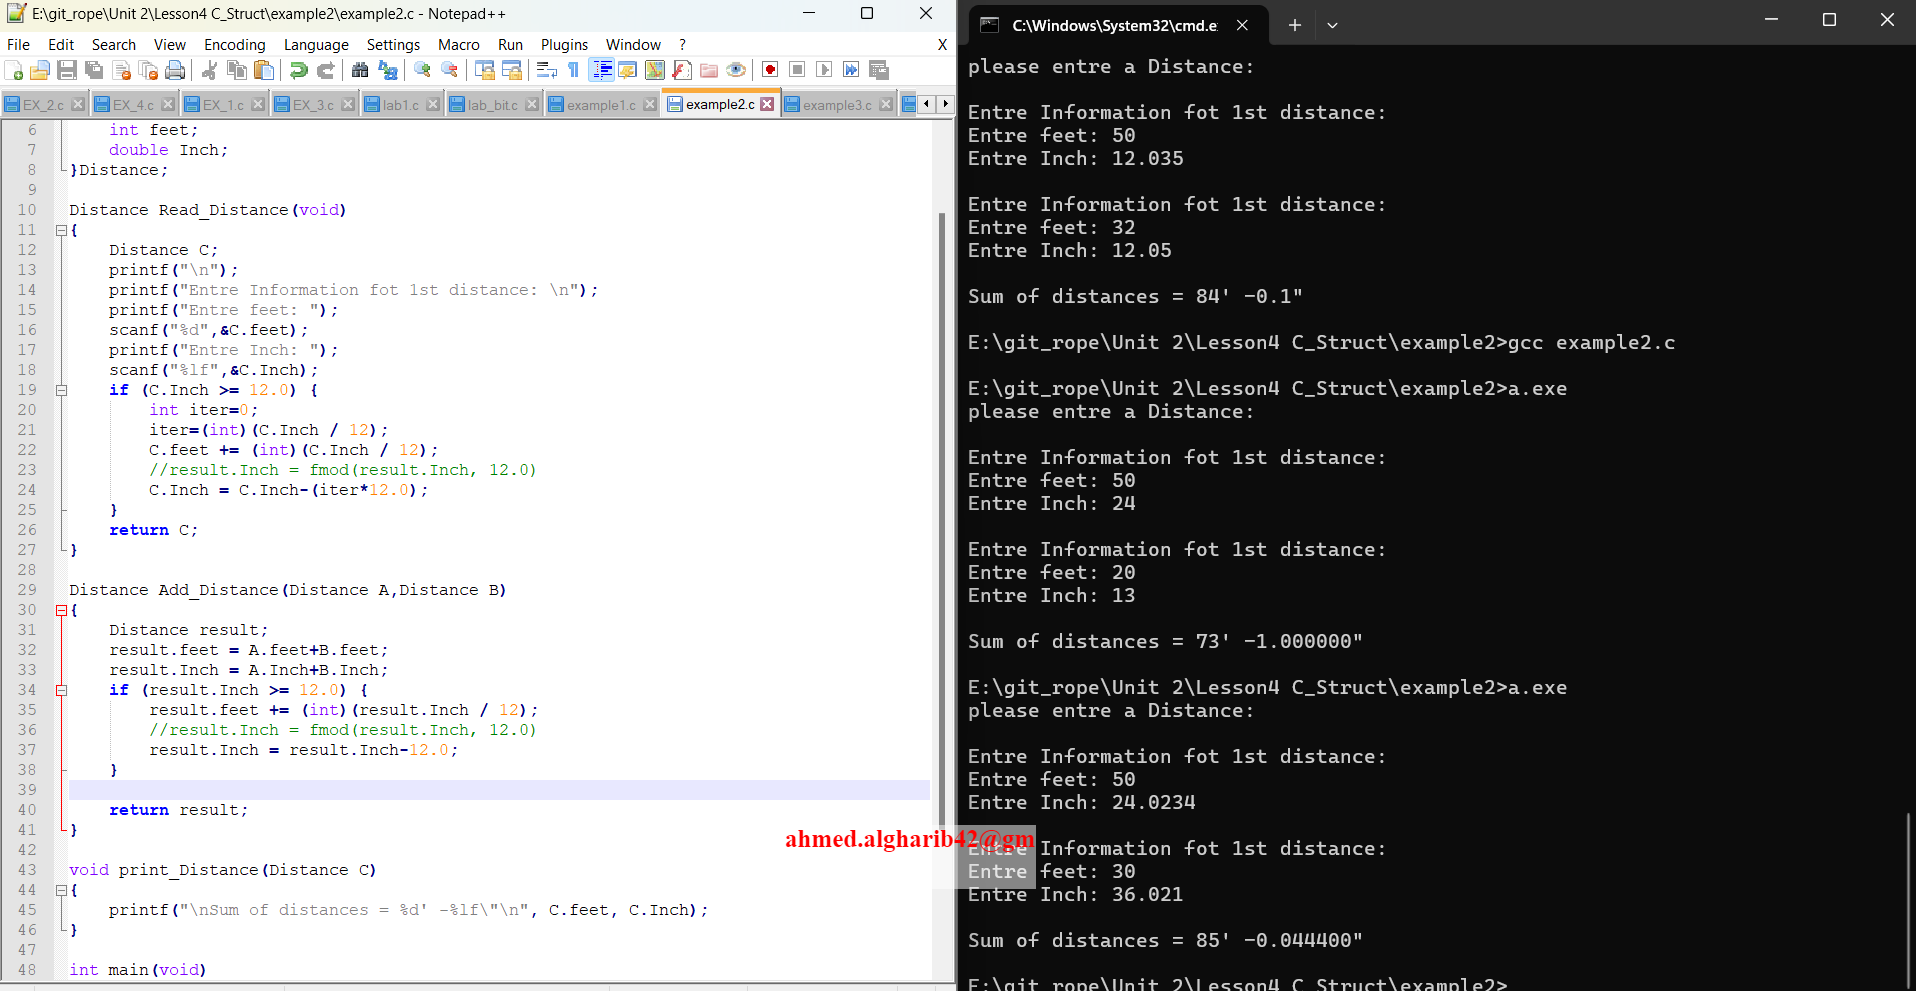 E:\git_rope\Unit 2\Lesson4 C_Struct\example2\example2.c - Notepad++
File Edit Search View Encoding Language Settings Macro Run Plugins Window ? X
EX_2.c EX_4.c EX_1.c EX_3.c lab1.c lab_bit.c example1.c example2.c example3.c
6 int feet;
7 double Inch;
8 }Distance;
9
10 Distance Read_Distance(void)
11 {
12 Distance C;
13 printf("\n");
14 printf("Entre Information fot 1st distance: \n");
15 printf("Entre feet: ");
16 scanf("%d",&C.feet);
17 printf("Entre Inch: ");
18 scanf("%lf",&C.Inch);
19 if (C.Inch >= 12.0) {
20 int iter=0;
21 iter=(int)(C.Inch / 12);
22 C.feet += (int)(C.Inch / 12);
23 //result.Inch = fmod(result.Inch, 12.0)
24 C.Inch = C.Inch-(iter*12.0);
25 }
26 return C;
27 }
28
29 Distance Add_Distance(Distance A,Distance B)
30 {
31 Distance result;
32 result.feet = A.feet+B.feet;
33 result.Inch = A.Inch+B.Inch;
34 if (result.Inch >= 12.0) {
35 result.feet += (int)(result.Inch / 12);
36 //result.Inch = fmod(result.Inch, 12.0)
37 result.Inch = result.Inch-12.0;
38 }
39
40 return result;
41 }
42
43 void print_Distance(Distance C)
44 {
45 printf("\nSum of distances = %d' -%lf\"\n", C.feet, C.Inch);
46 }
47
48 int main(void)
ahmed.algharib42@gm
C:\Windows\System32\cmd.e
please entre a Distance:
Entre Information fot 1st distance:
Entre feet: 50
Entre Inch: 12.035
Entre Information fot 1st distance:
Entre feet: 32
Entre Inch: 12.05
Sum of distances = 84' -0.1"
E:\git_rope\Unit 2\Lesson4 C_Struct\example2>gcc example2.c
E:\git_rope\Unit 2\Lesson4 C_Struct\example2>a.exe
please entre a Distance:
Entre Information fot 1st distance:
Entre feet: 50
Entre Inch: 24
Entre Information fot 1st distance:
Entre feet: 20
Entre Inch: 13
Sum of distances = 73' -1.000000"
E:\git_rope\Unit 2\Lesson4 C_Struct\example2>a.exe
please entre a Distance:
Entre Information fot 1st distance:
Entre feet: 50
Entre Inch: 24.0234
Entre Information fot 1st distance:
Entre feet: 30
Entre Inch: 36.021
Sum of distances = 85' -0.044400"
E:\git_rope\Unit 2\Lesson4 C_Struct\example2>